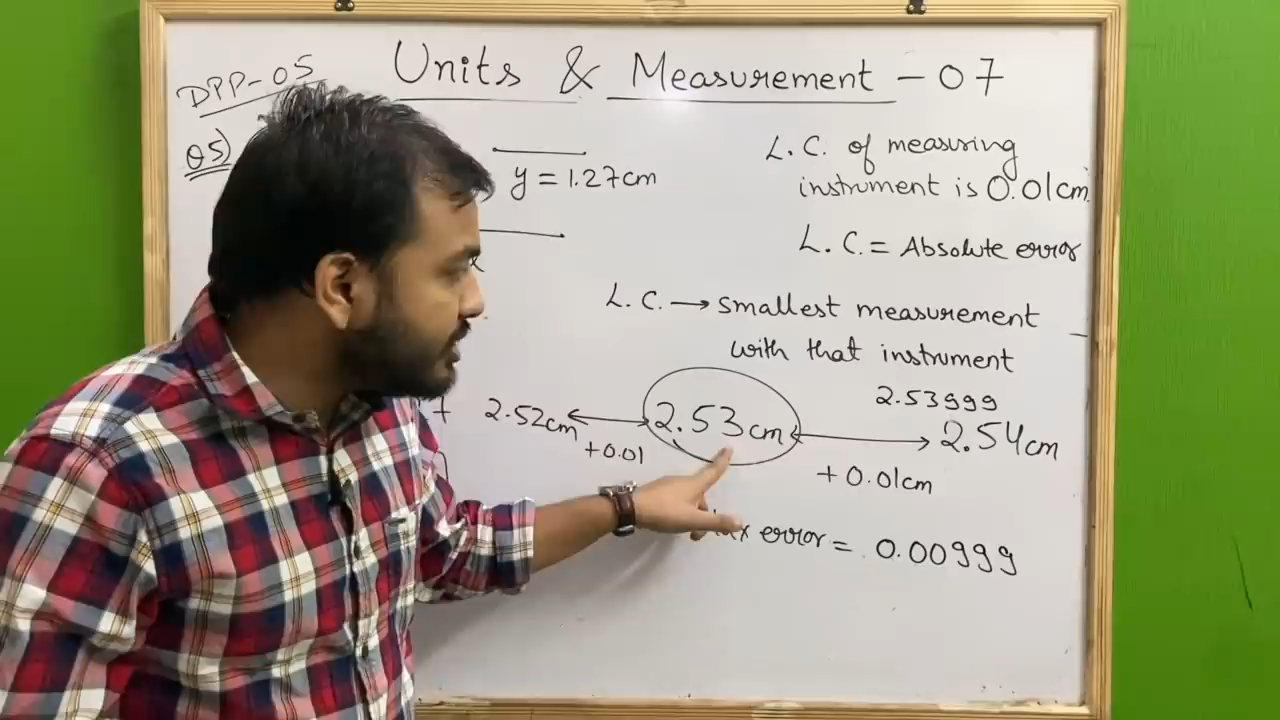 DPP-05
Units & Measurement - 07
Q5)
y = 1.27cm
x
L. C. of measuring
instrument is 0.01cm.
L. C. = Absolute error
L. C. → smallest measurement
with that instrument
2.53999
2.52cm
2.53cm
2.54cm
+0.01
+0.01cm
error = 0.00999